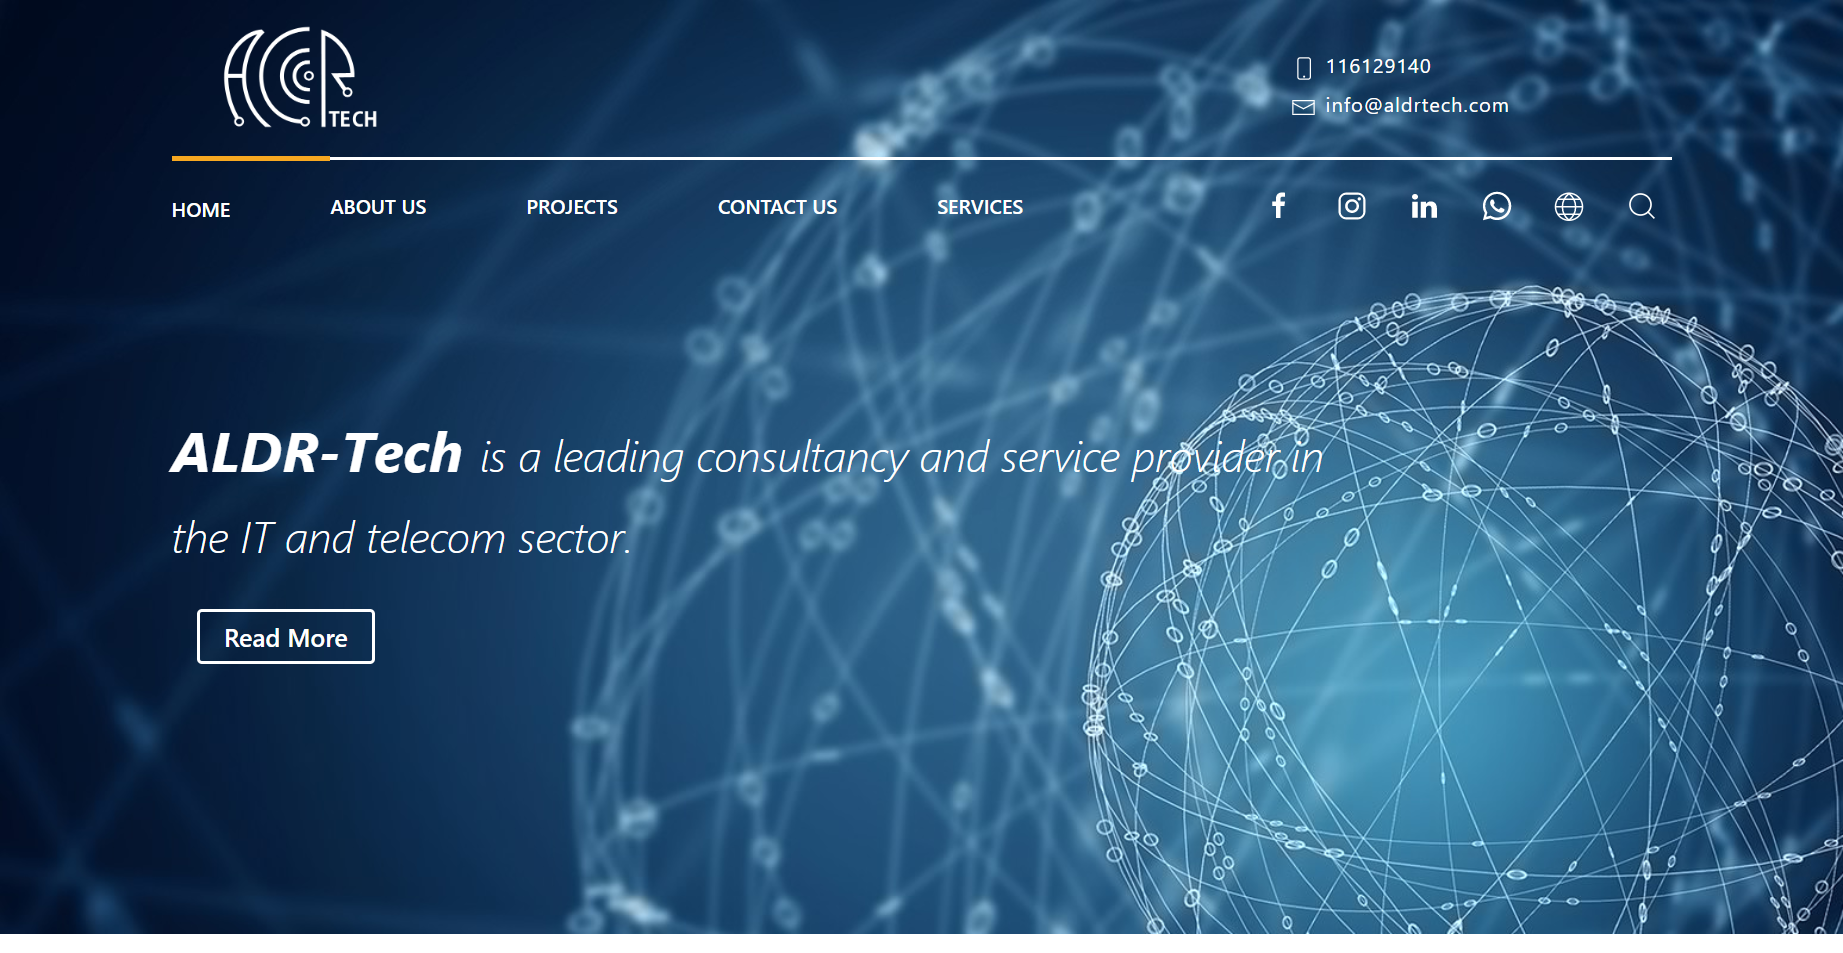 TECH
116129140
info@aldrtech.com
HOME ABOUT US PROJECTS CONTACT US SERVICES
ALDR-Tech is a leading consultancy and service provider in
the IT and telecom sector.
Read More